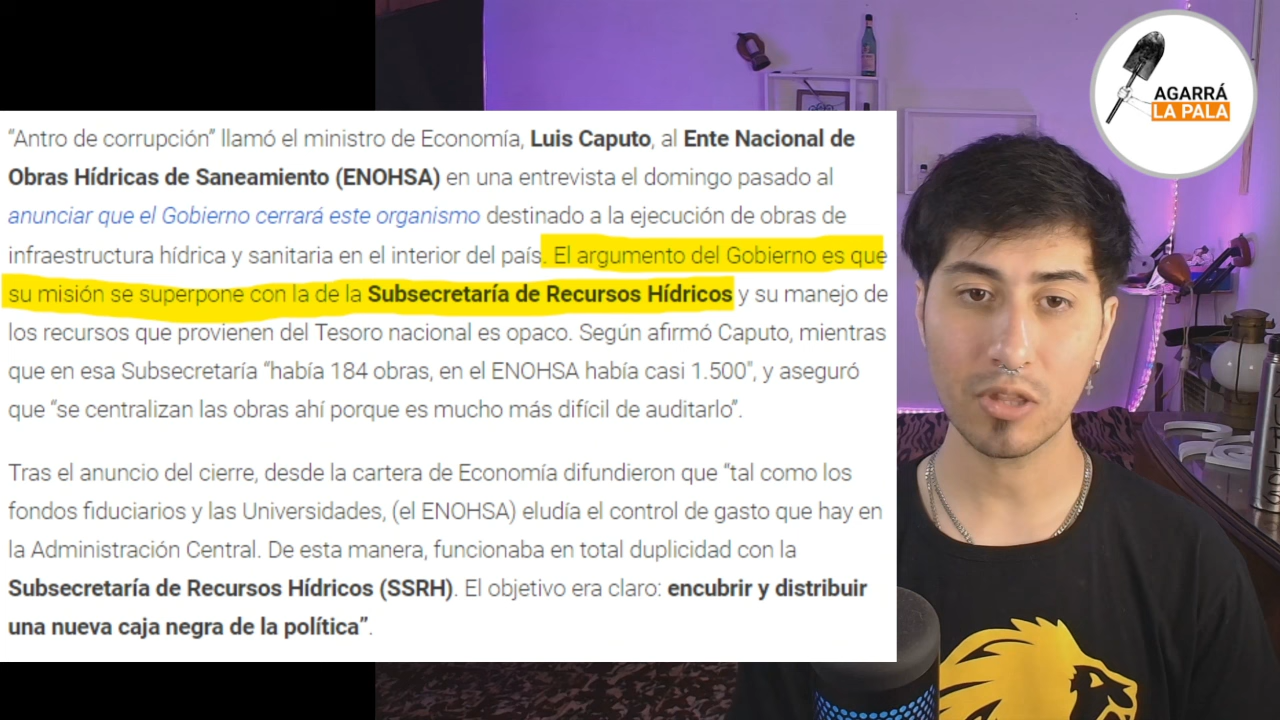 “Antro de corrupción” llamó el ministro de Economía, Luis Caputo, al Ente Nacional de
Obras Hídricas de Saneamiento (ENOHSA) en una entrevista el domingo pasado al
anunciar que el Gobierno cerrará este organismo destinado a la ejecución de obras de
infraestructura hídrica y sanitaria en el interior del país. El argumento del Gobierno es que
su misión se superpone con la de la Subsecretaría de Recursos Hídricos y su manejo de
los recursos que provienen del Tesoro nacional es opaco. Según afirmó Caputo, mientras
que en esa Subsecretaría “había 184 obras, en el ENOHSA había casi 1.500", y aseguró
que “se centralizan las obras ahí porque es mucho más difícil de auditarlo”.
Tras el anuncio del cierre, desde la cartera de Economía difundieron que “tal como los
fondos fiduciarios y las Universidades, (el ENOHSA) eludía el control de gasto que hay en
la Administración Central. De esta manera, funcionaba en total duplicidad con la
Subsecretaría de Recursos Hídricos (SSRH). El objetivo era claro: encubrir y distribuir
una nueva caja negra de la política”.
AGARRÁ
LA PALA